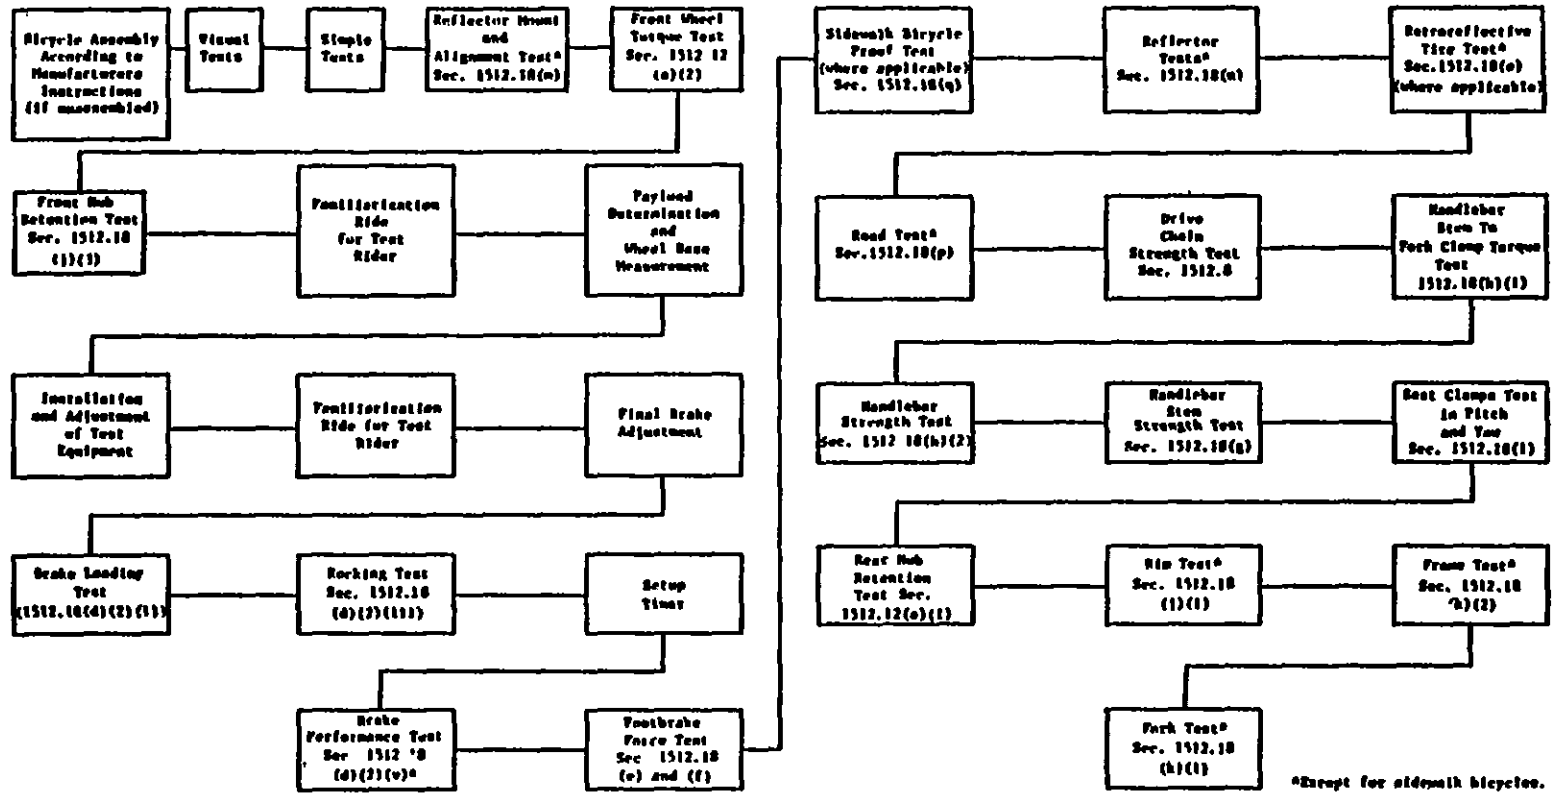 Bicycle Assembly
According to
Manufacturers
Instructions
(if unassembled)
Visual
Tests
Simple
Tests
Reflector Mount
and
Alignment Test*
Sec. 1512.18(m)
Front Wheel
Torque Test
Sec. 1512 12
(a)(2)
Front Hub
Retention Test
Sec. 1512.18
(j)(3)
Familiarization
Ride
for Test
Rider
Payload
Determination
and
Wheel Base
Measurement
Installation
and Adjustment
of Test
Equipment
Familiarization
Ride for Test
Rider
Final Brake
Adjustment
Brake Loading
Test
(1512.18(d)(2)(i))
Rocking Test
Sec. 1512.18
(d)(2)(iii)
Setup
Timer
Brake
Performance Test
Sec 1512 '8
(d)(2)(v)*
Footbrake
Force Test
Sec 1512.18
(e) and (f)
Sidewalk Bicycle
Proof Test
(where applicable)
Sec. 1512.18(q)
Reflector
Tests*
Sec. 1512.18(n)
Retroreflective
Tire Test*
Sec.1512.18(o)
(where applicable)
Road Test*
Sec.1512.18(p)
Drive
Chain
Strength Test
Sec. 1512.8
Handlebar
Stem To
Fork Clamp Torque
Test
1512.18(h)(1)
Handlebar
Strength Test
Sec. 1512 18(h)(2)
Handlebar
Stem
Strength Test
Sec. 1512.18(g)
Seat Clamps Test
in Pitch
and Yaw
Sec. 1512.18(l)
Rear Hub
Retention
Test Sec.
1512.12(a)(1)
Rim Test*
Sec. 1512.18
(j)(1)
Frame Test*
Sec. 1512.18
(k)(2)
Fork Test*
Sec. 1512.18
(k)(1)
*Except for sidewalk bicycles.